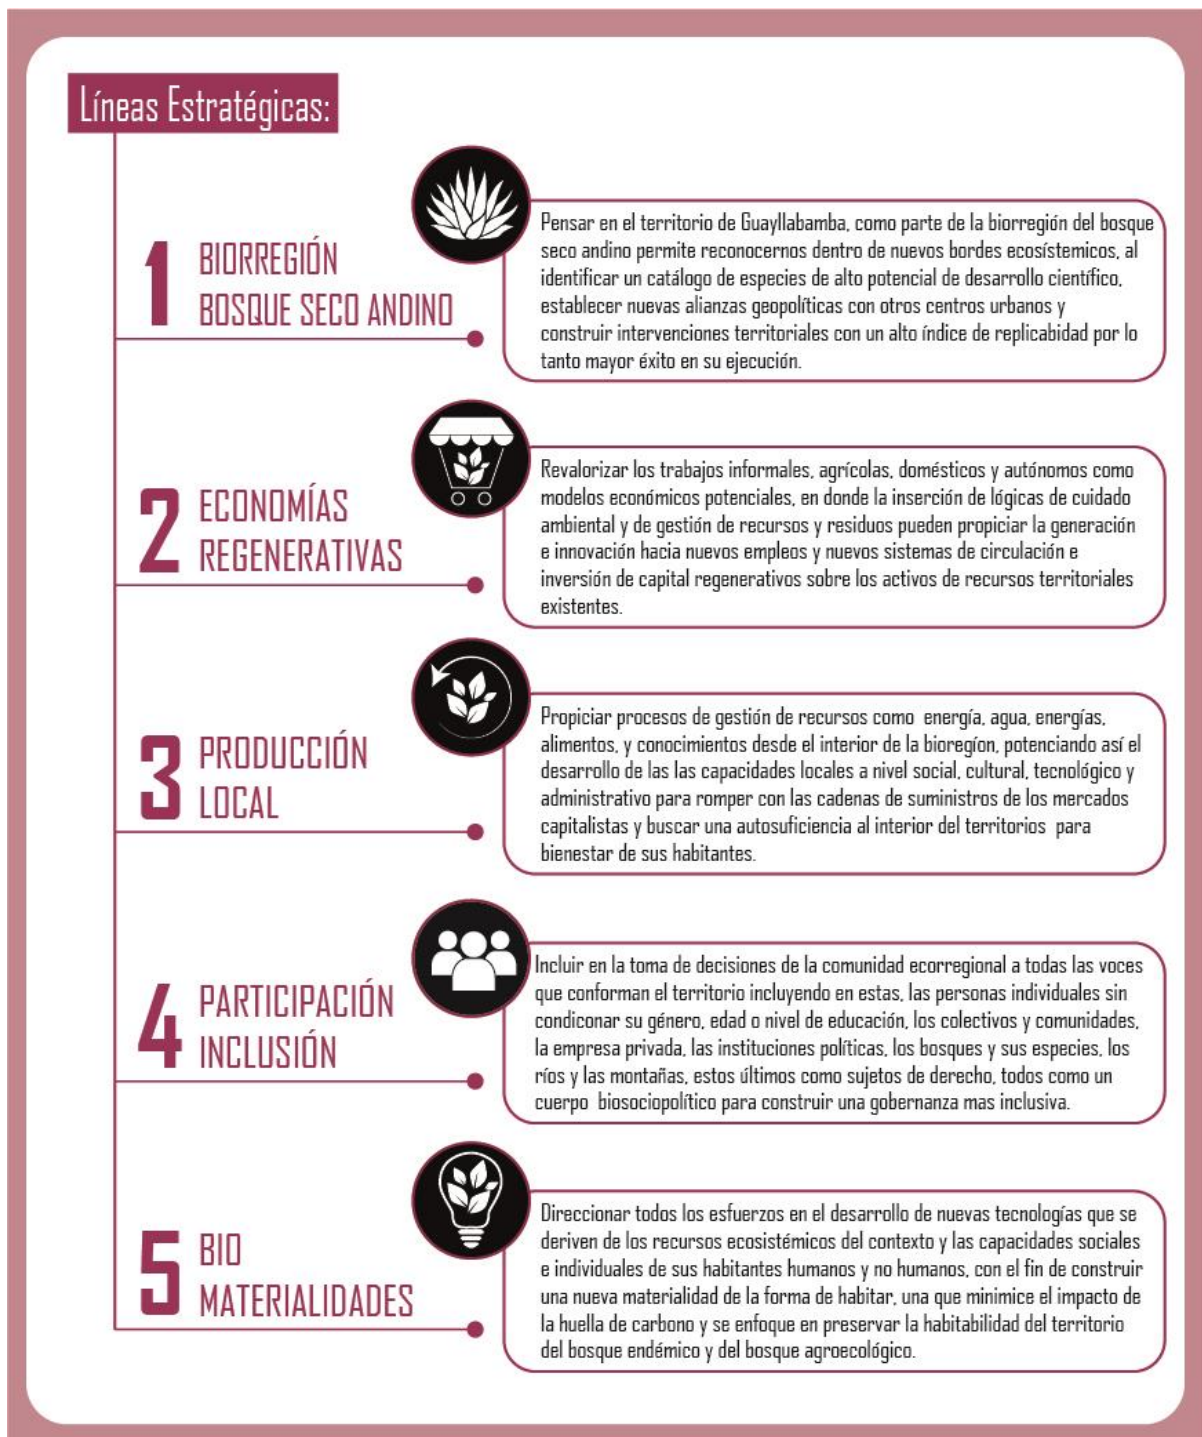 Líneas Estratégicas:
1
BIORREGIÓN
BOSQUE SECO ANDINO
Pensar en el territorio de Guayllabamba, como parte de la biorregión del bosque
seco andino permite reconocernos dentro de nuevos bordes ecosístemicos, al
identificar un catálogo de especies de alto potencial de desarrollo científico,
establecer nuevas alianzas geopolíticas con otros centros urbanos y
construir intervenciones territoriales con un alto índice de replicabidad por lo
tanto mayor éxito en su ejecución.
2
ECONOMÍAS
REGENERATIVAS
Revalorizar los trabajos informales, agrícolas, domésticos y autónomos como
modelos económicos potenciales, en donde la inserción de lógicas de cuidado
ambiental y de gestión de recursos y residuos pueden propiciar la generación
e innovación hacia nuevos empleos y nuevos sistemas de circulación e
inversión de capital regenerativos sobre los activos de recursos territoriales
existentes.
3
PRODUCCIÓN
LOCAL
Propiciar procesos de gestión de recursos como energía, agua, energías,
alimentos, y conocimientos desde el interior de la bioregíon, potenciando así el
desarrollo de las las capacidades locales a nivel social, cultural, tecnológico y
administrativo para romper con las cadenas de suministros de los mercados
capitalistas y buscar una autosuficiencia al interior del territorios para
bienestar de sus habitantes.
4
PARTICIPACIÓN
INCLUSIÓN
Incluir en la toma de decisiones de la comunidad ecorregional a todas las voces
que conforman el territorio incluyendo en estas, las personas individuales sin
condiconar su género, edad o nivel de educación, los colectivos y comunidades,
la empresa privada, las instituciones políticas, los bosques y sus especies, los
ríos y las montañas, estos últimos como sujetos de derecho, todos como un
cuerpo biosociopolítico para construir una gobernanza mas inclusiva.
5
BIO
MATERIALIDADES
Direccionar todos los esfuerzos en el desarrollo de nuevas tecnologías que se
deriven de los recursos ecosistémicos del contexto y las capacidades sociales
e individuales de sus habitantes humanos y no humanos, con el fin de construir
una nueva materialidad de la forma de habitar, una que minimice el impacto de
la huella de carbono y se enfoque en preservar la habitabilidad del territorio
del bosque endémico y del bosque agroecológico.